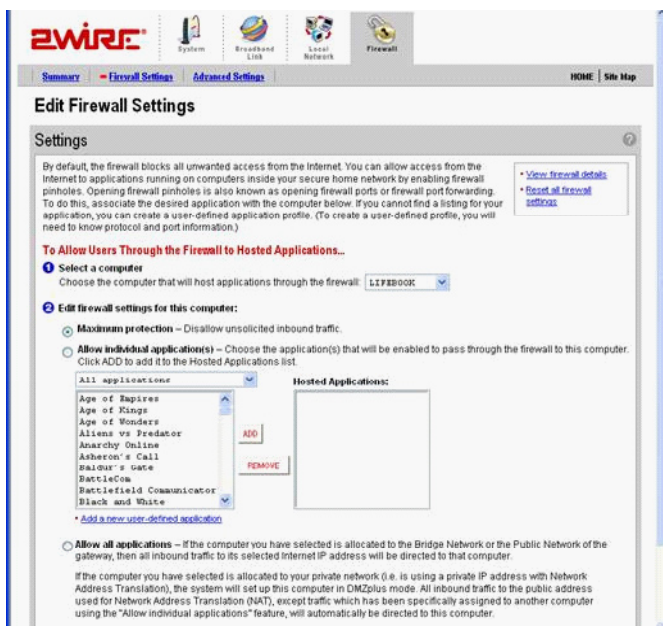 2WIRE
System
Broadband
Link
Local
Network
Firewall
Summary Firewall Settings Advanced Settings HOME | Site Map
Edit Firewall Settings
Settings ?
By default, the firewall blocks all unwanted access from the Internet. You can allow access from the
Internet to applications running on computers inside your secure home network by enabling firewall
pinholes. Opening firewall pinholes is also known as opening firewall ports or firewall port forwarding.
To do this, associate the desired application with the computer below. If you cannot find a listing for your
application, you can create a user-defined application profile. (To create a user-defined profile, you will
need to know protocol and port information.)
View firewall details
Reset all firewall
settings
To Allow Users Through the Firewall to Hosted Applications...
1 Select a computer
Choose the computer that will host applications through the firewall: LIFEBOOK
2 Edit firewall settings for this computer:
Maximum protection – Disallow unsolicited inbound traffic.
Allow individual application(s) – Choose the application(s) that will be enabled to pass through the firewall to this computer.
Click ADD to add it to the Hosted Applications list.
All applications
Hosted Applications:
Age of Empires
Age of Kings
Age of Wonders
Aliens vs Predator
Anarchy Online
Asheron's Call
Baldur's Gate
BattleCom
Battlefield Communicator
Black and White
ADD
REMOVE
Add a new user-defined application
Allow all applications – If the computer you have selected is allocated to the Bridge Network or the Public Network of the
gateway, then all inbound traffic to its selected Internet IP address will be directed to that computer.
If the computer you have selected is allocated to your private network (i.e. is using a private IP address with Network
Address Translation), the system will set up this computer in DMZplus mode. All inbound traffic to the public address
used for Network Address Translation (NAT), except traffic which has been specifically assigned to another computer
using the "Allow individual applications" feature, will automatically be directed to this computer.